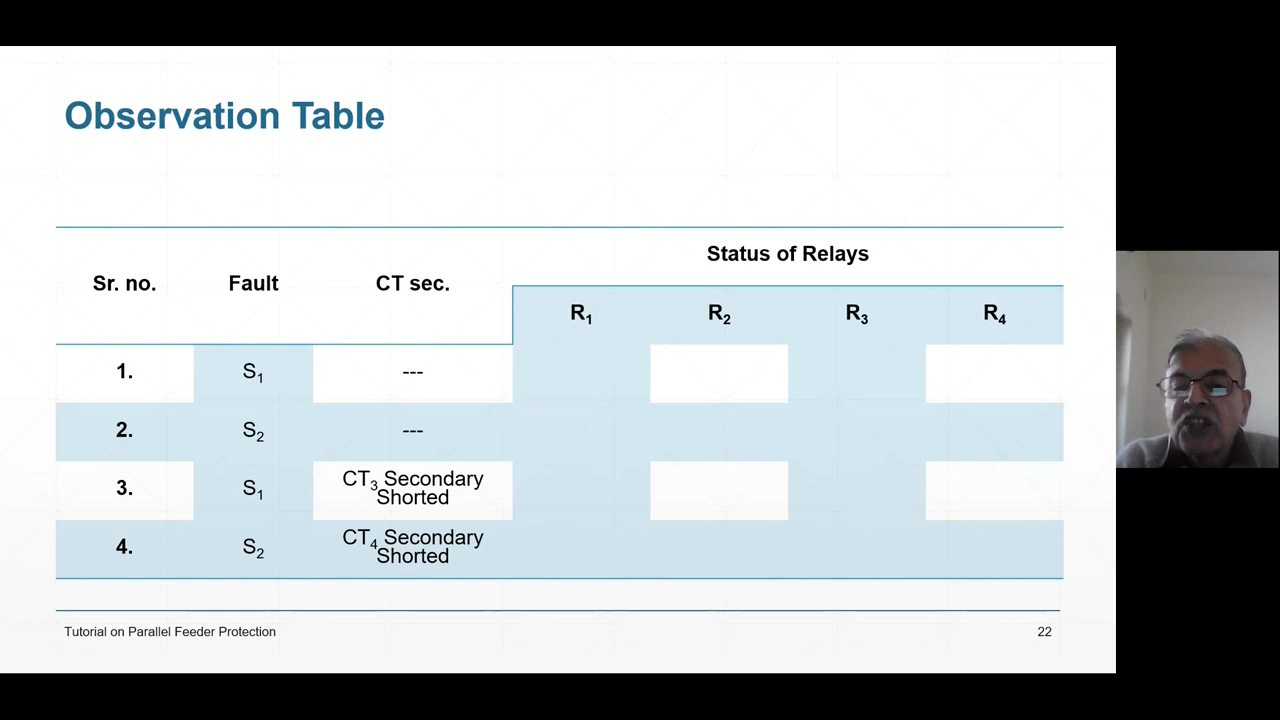 Observation Table
Status of Relays
Sr. no. Fault CT sec.
R₁ R₂ R₃ R₄
1. S₁ ---
2. S₂ ---
3. S₁ CT₃ Secondary
Shorted
4. S₂ CT₄ Secondary
Shorted
Tutorial on Parallel Feeder Protection 22